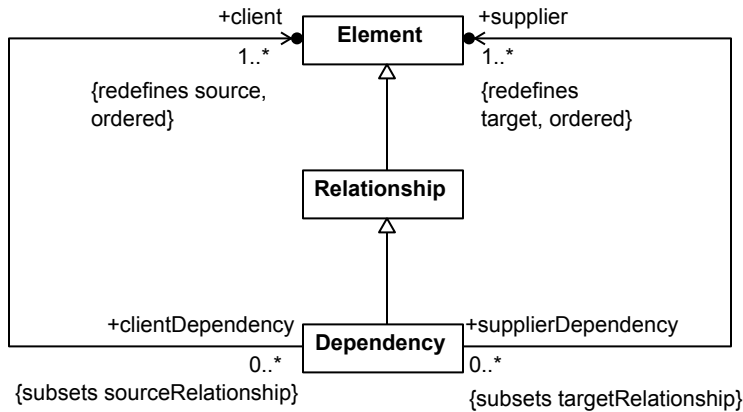 +client
Element
+supplier
1..*
1..*
{redefines source,
ordered}
{redefines
target, ordered}
Relationship
+clientDependency
Dependency
+supplierDependency
0..*
0..*
{subsets sourceRelationship}
{subsets targetRelationship}